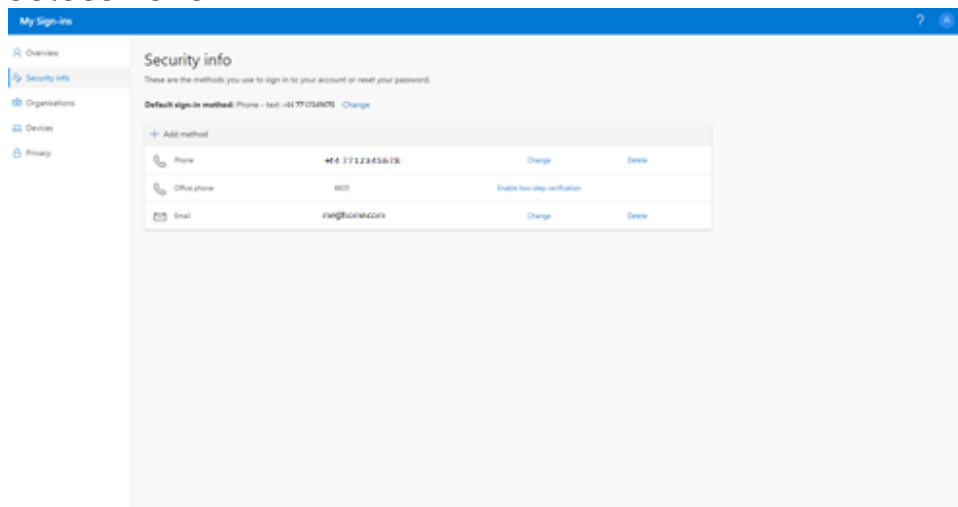 My Sign-ins ?
Overview
Security info
Organisations
Devices
Privacy
Security info
These are the methods you use to sign in to your account or reset your password.
Default sign-in method: Phone - text Change
+ Add method
Phone +44 7712345678 Change Delete
Office phone Enable two-step verification
Email Change Delete